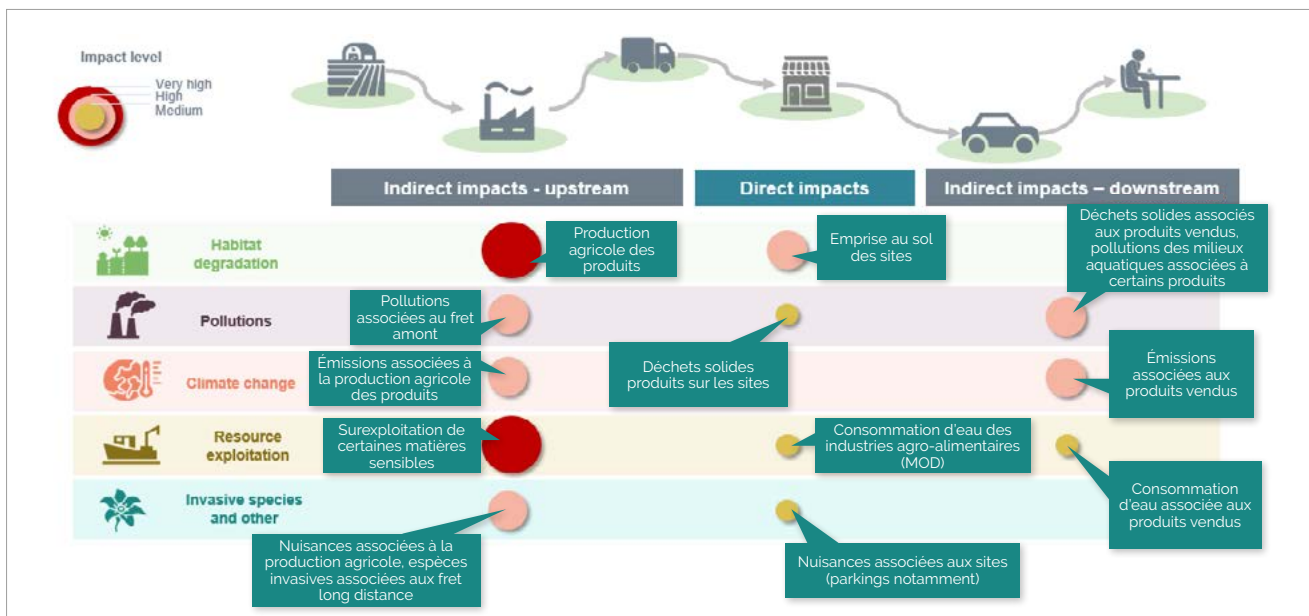 Impact level
Very high
High
Medium
Indirect impacts - upstream
Direct impacts
Indirect impacts – downstream
Habitat
degradation
Production
agricole des
produits
Emprise au sol
des sites
Déchets solides associés
aux produits vendus,
pollutions des milieux
aquatiques associées à
certains produits
Pollutions
Pollutions
associées au fret
amont
Déchets solides
produits sur les sites
Climate change
Émissions associées à
la production agricole
des produits
Émissions
associées aux
produits vendus
Resource
exploitation
Surexploitation de
certaines matières
sensibles
Consommation d'eau des
industries agro-alimentaires
(MOD)
Consommation
d'eau associée aux
produits vendus
Invasive species
and other
Nuisances associées à la
production agricole, espèces
invasives associées aux fret
long distance
Nuisances associées aux sites
(parkings notamment)